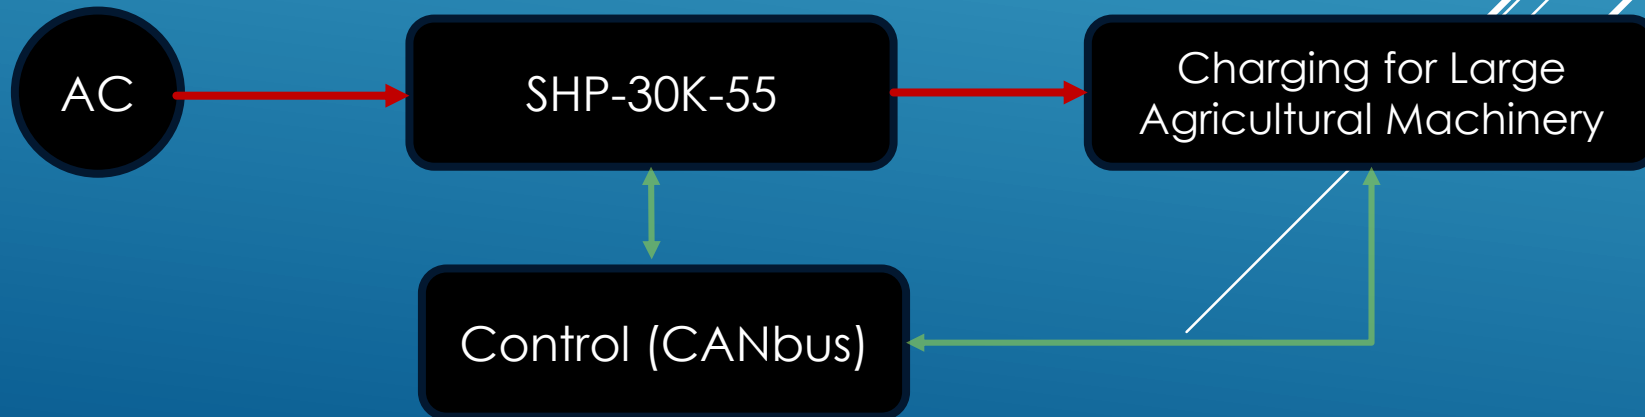 AC
SHP-30K-55
Charging for Large
Agricultural Machinery
Control (CANbus)